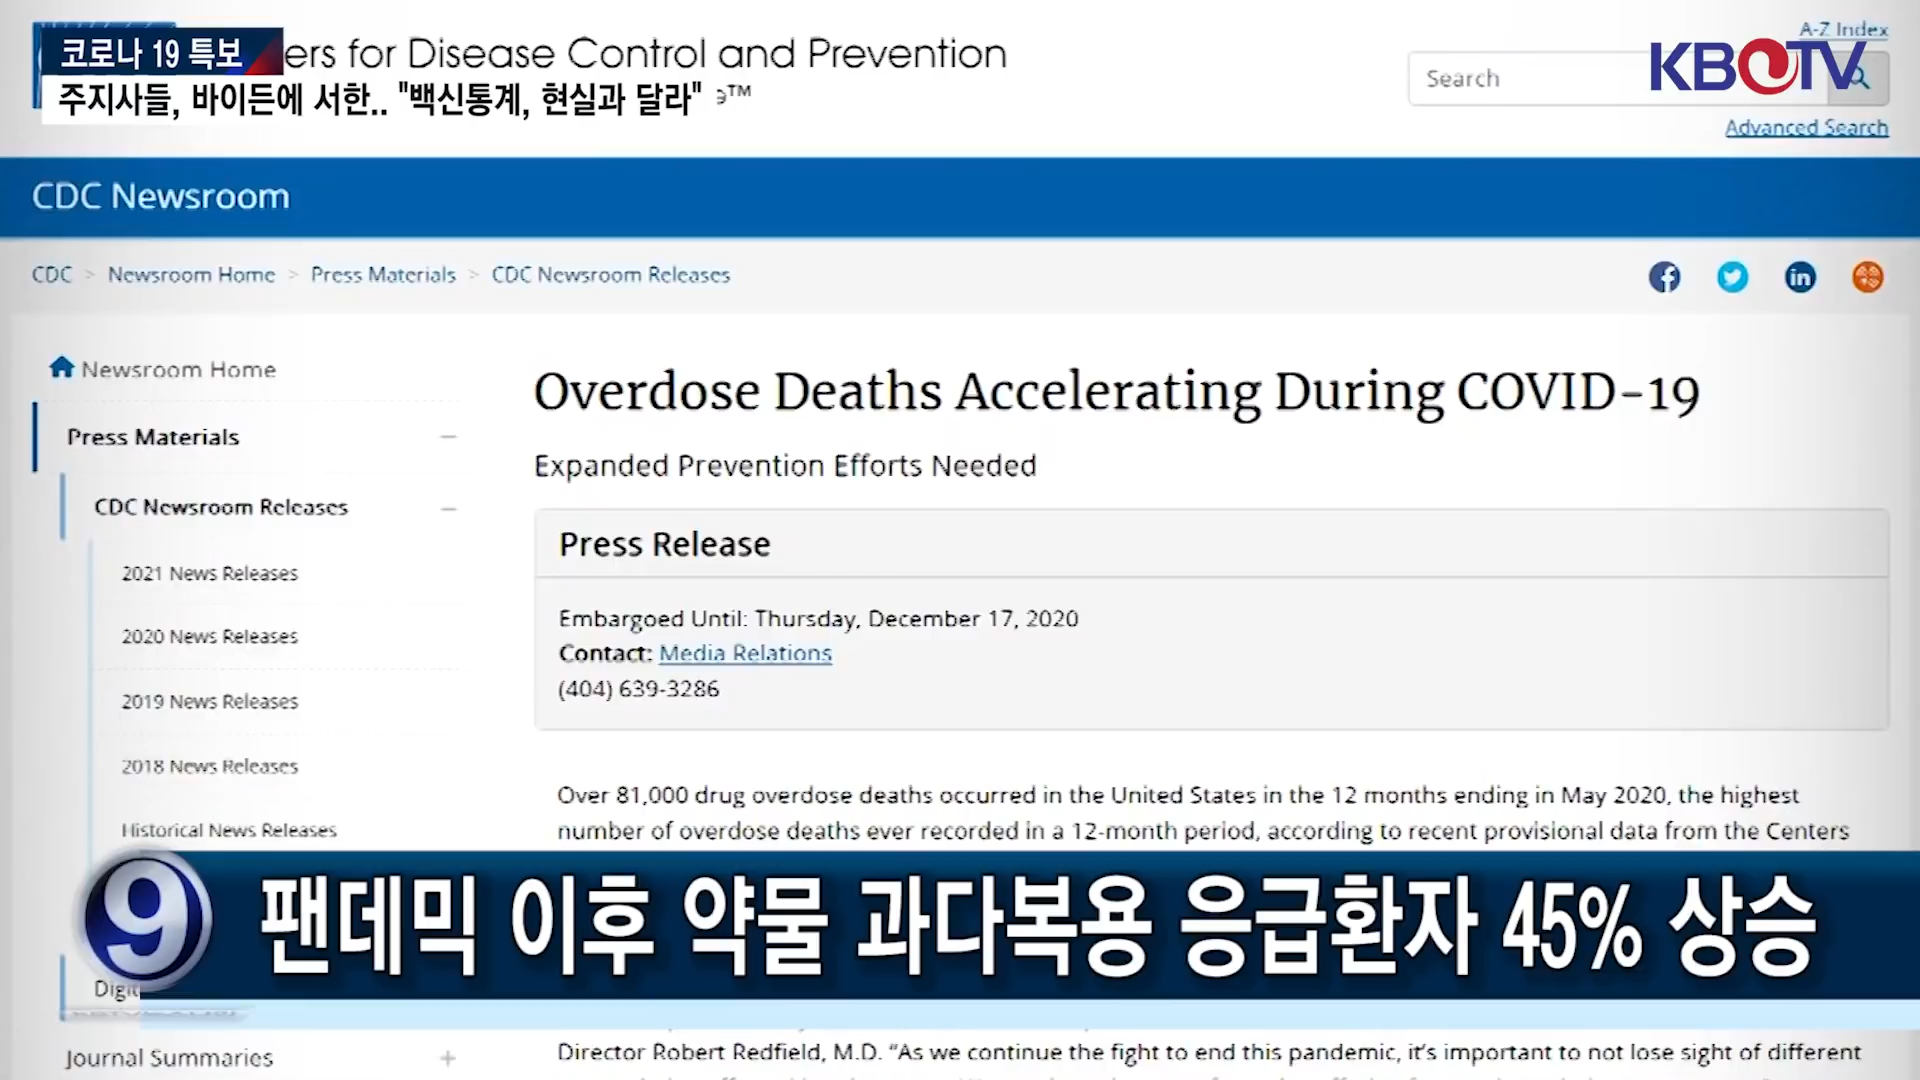 코로나 19 특보
ers for Disease Control and Prevention
주지사들, 바이든에 서한.. "백신통계, 현실과 달라"
TM
A-Z Index
Search
KBOTV
Advanced Search
CDC Newsroom
CDC > Newsroom Home > Press Materials > CDC Newsroom Releases
Newsroom Home
Press Materials
CDC Newsroom Releases
2021 News Releases
2020 News Releases
2019 News Releases
2018 News Releases
Historical News Releases
Overdose Deaths Accelerating During COVID-19
Expanded Prevention Efforts Needed
Press Release
Embargoed Until: Thursday, December 17, 2020
Contact: Media Relations
(404) 639-3286
Over 81,000 drug overdose deaths occurred in the United States in the 12 months ending in May 2020, the highest
number of overdose deaths ever recorded in a 12-month period, according to recent provisional data from the Centers
9
팬데믹 이후 약물 과다복용 응급환자 45% 상승
Digit
Journal Summaries
Director Robert Redfield, M.D. “As we continue the fight to end this pandemic, it’s important to not lose sight of different